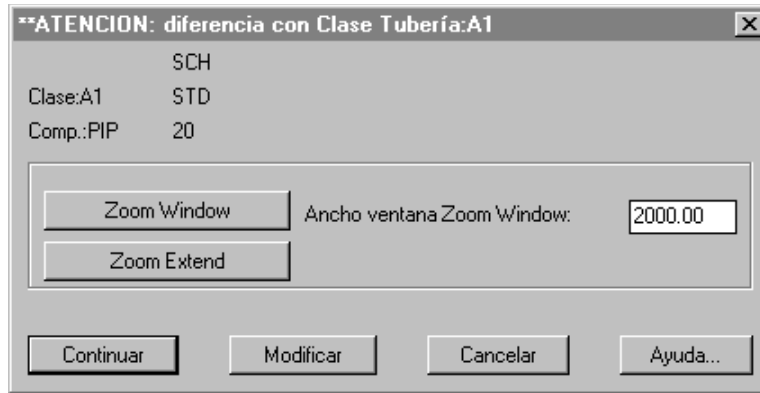 **ATENCION: diferencia con Clase Tubería:A1
SCH
Clase:A1 STD
Comp.:PIP 20
Zoom Window Ancho ventana Zoom Window: 2000.00
Zoom Extend
Continuar Modificar Cancelar Ayuda...